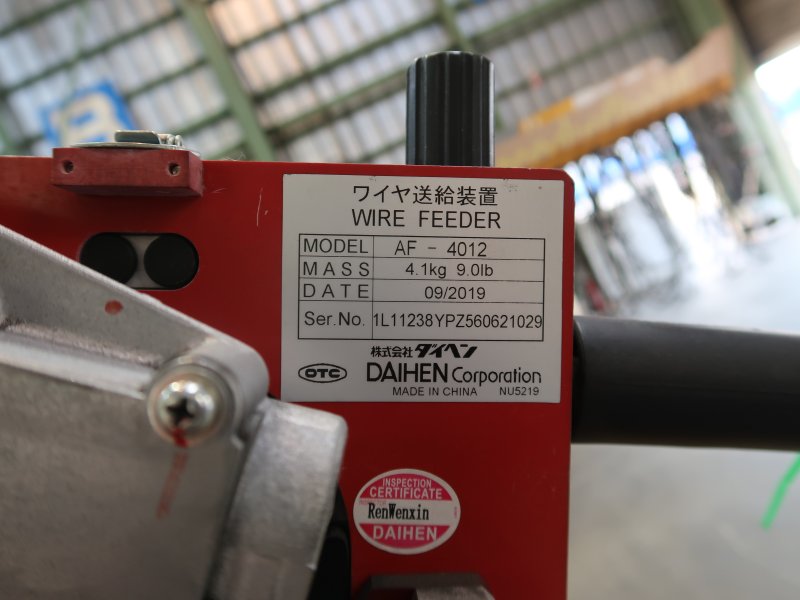 ワイヤ送給装置
WIRE FEEDER
MODEL AF - 4012
MASS 4.1kg 9.0lb
DATE 09/2019
Ser.No. 1L11238YPZ560621029
株式会社 ダイヘン
OTC DAIHEN Corporation
MADE IN CHINA NU5219
INSPECTION
CERTIFICATE
RenWenxin
DAIHEN